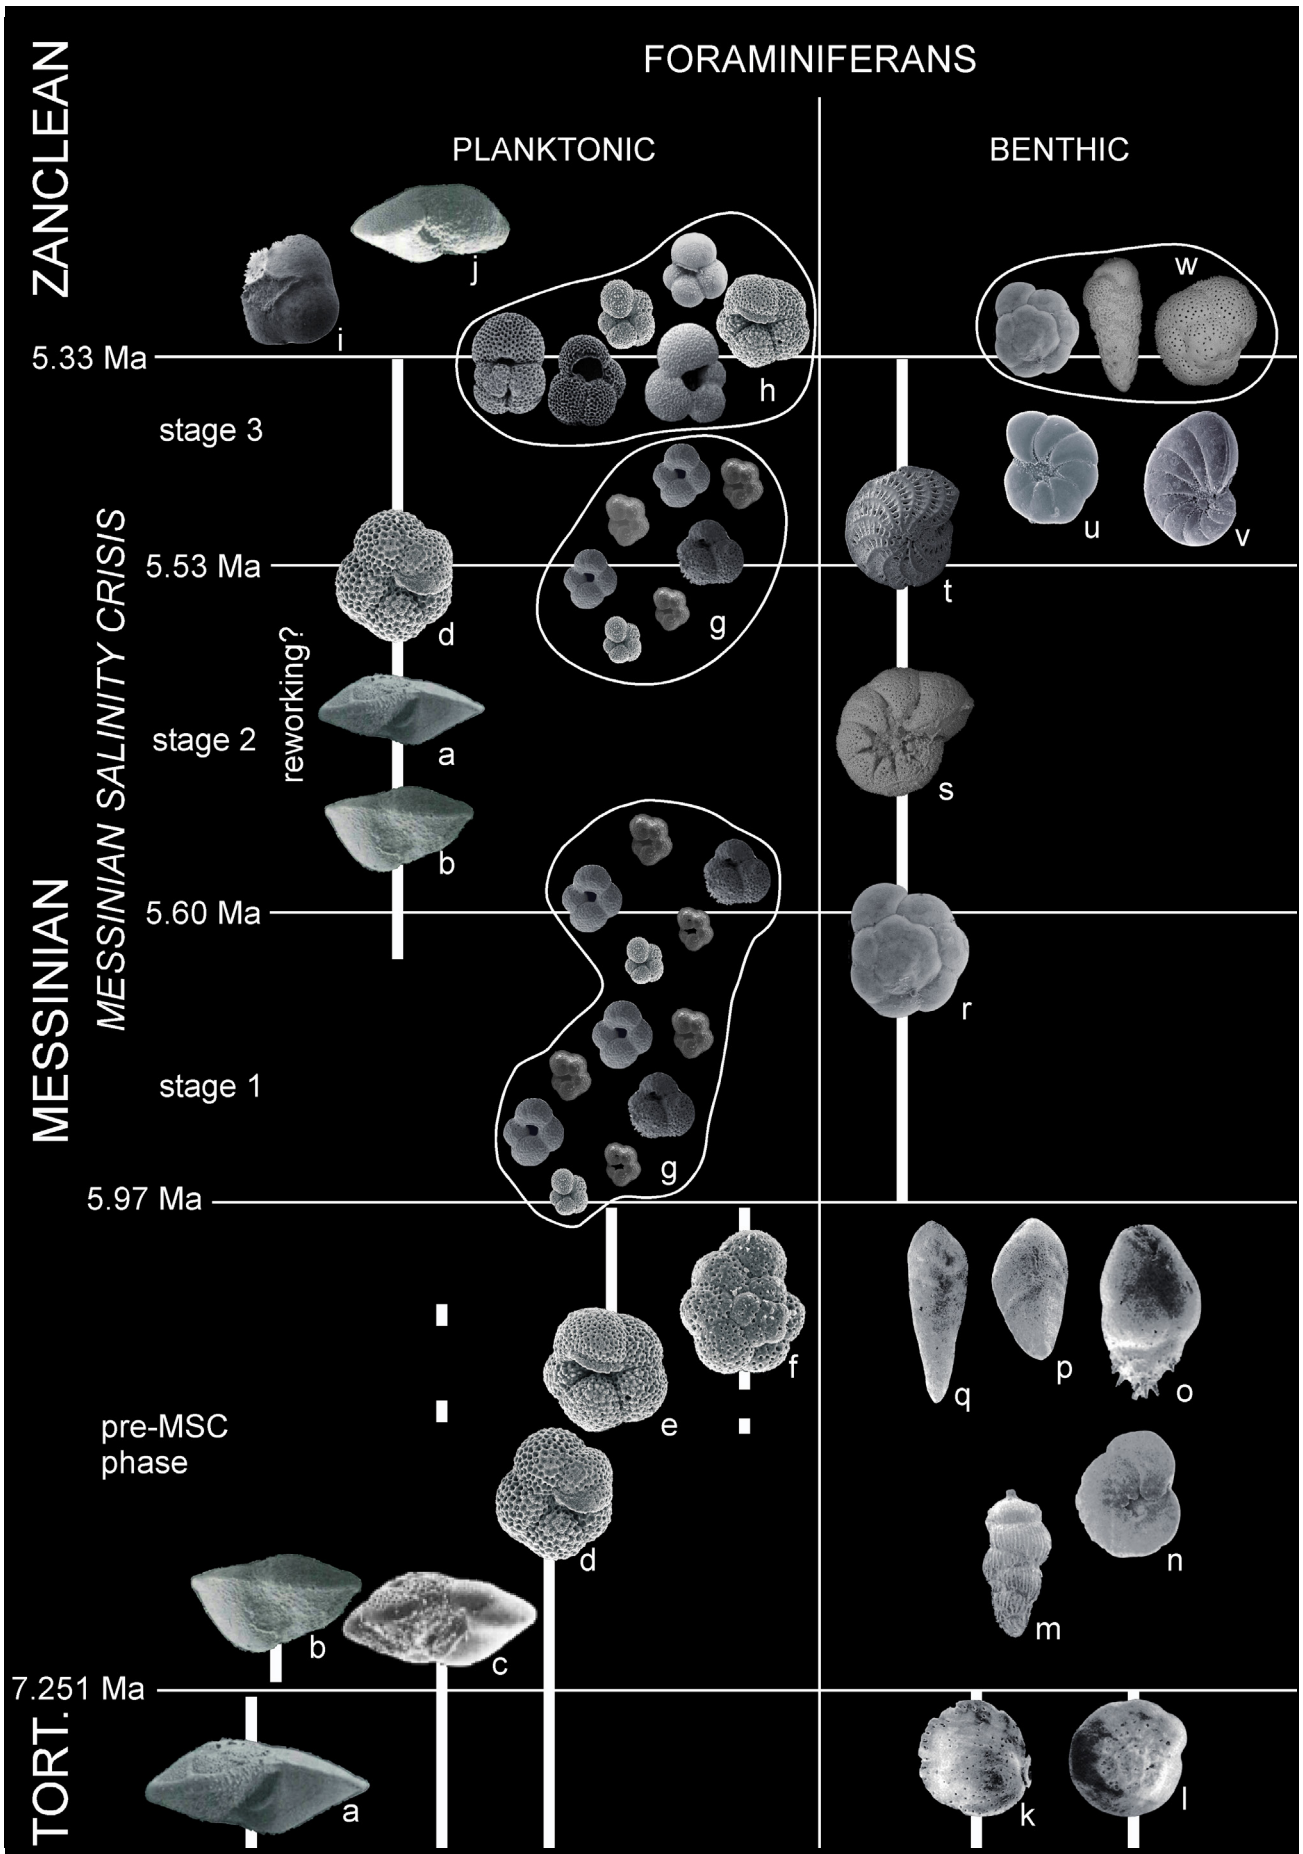 FORAMINIFERANS
PLANKTONIC
BENTHIC
ZANCLEAN
j
i
h
w
5.33 Ma
stage 3
u
v
MESSINIAN SALINITY CRISIS
5.53 Ma
d
g
t
reworking?
stage 2
a
s
b
MESSINIAN
5.60 Ma
r
stage 1
g
5.97 Ma
f
e
q
p
o
pre-MSC
phase
d
n
m
b
c
7.251 Ma
TORT.
a
k
l